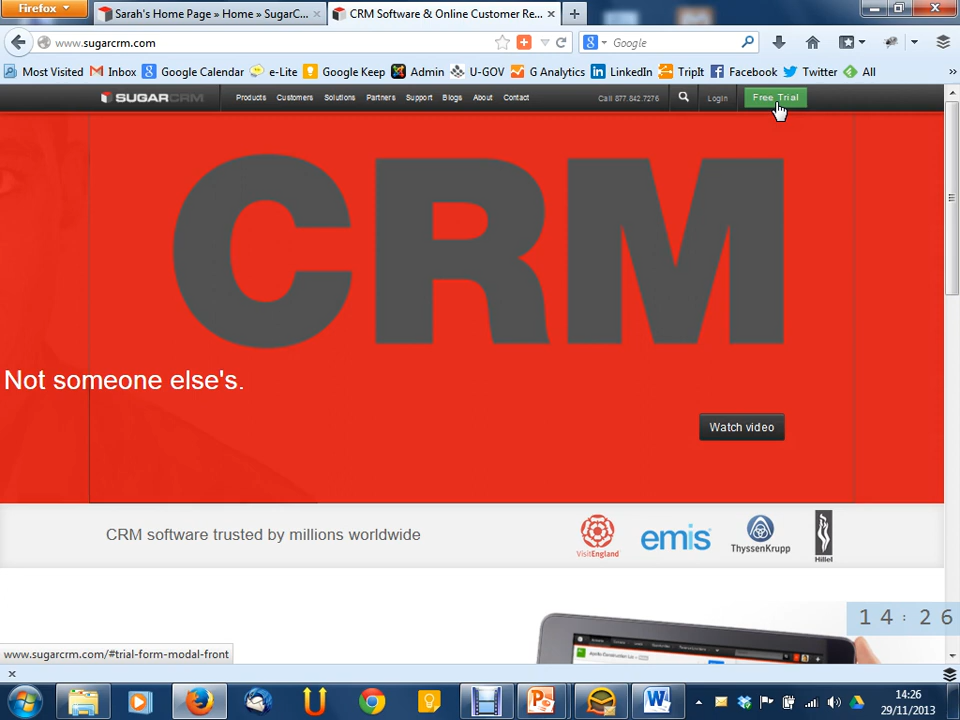 Firefox
Sarah's Home Page » Home » SugarC...
CRM Software & Online Customer Re...
www.sugarcrm.com
Google
Most Visited
Inbox
Google Calendar
e-Lite
Google Keep
Admin
U-GOV
G Analytics
LinkedIn
TripIt
Facebook
Twitter
All
SUGARCRM
Products
Customers
Solutions
Partners
Support
Blogs
About
Contact
Call 877.842.7276
Login
Free Trial
CRM
Not someone else's.
Watch video
CRM software trusted by millions worldwide
VisitEngland
emis
ThyssenKrupp
Hillel
14:26
www.sugarcrm.com/#trial-form-modal-front
14:26
29/11/2013